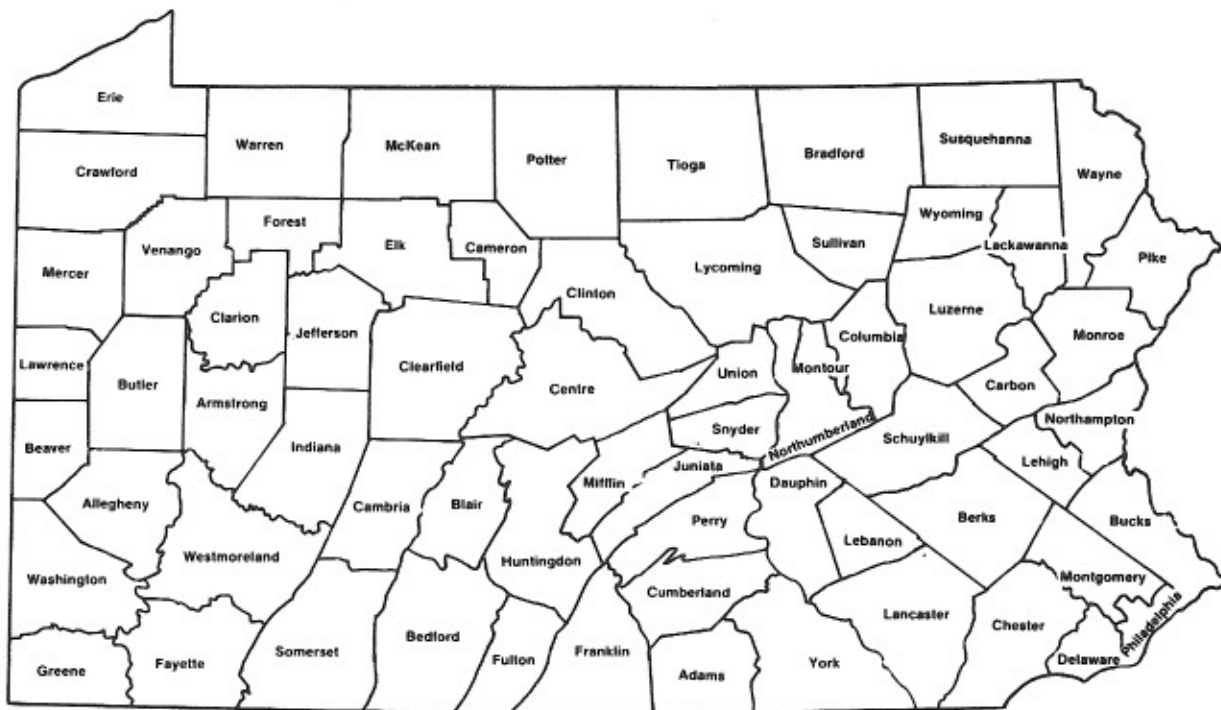 Erie
Warren
McKean
Potter
Tioga
Bradford
Susquehanna
Wayne
Crawford
Forest
Wyoming
Venango
Elk
Cameron
Sullivan
Lackawanna
Pike
Mercer
Lycoming
Clinton
Clarion
Jefferson
Luzerne
Columbia
Monroe
Lawrence
Clearfield
Union
Montour
Butler
Centre
Carbon
Armstrong
Northampton
Snyder
Northumberland
Schuylkill
Beaver
Indiana
Lehigh
Juniata
Mifflin
Dauphin
Allegheny
Cambria
Blair
Perry
Berks
Bucks
Lebanon
Westmoreland
Huntingdon
Washington
Montgomery
Cumberland
Lancaster
Chester
Philadelphia
Bedford
Somerset
Fulton
Franklin
Greene
Fayette
Adams
York
Delaware